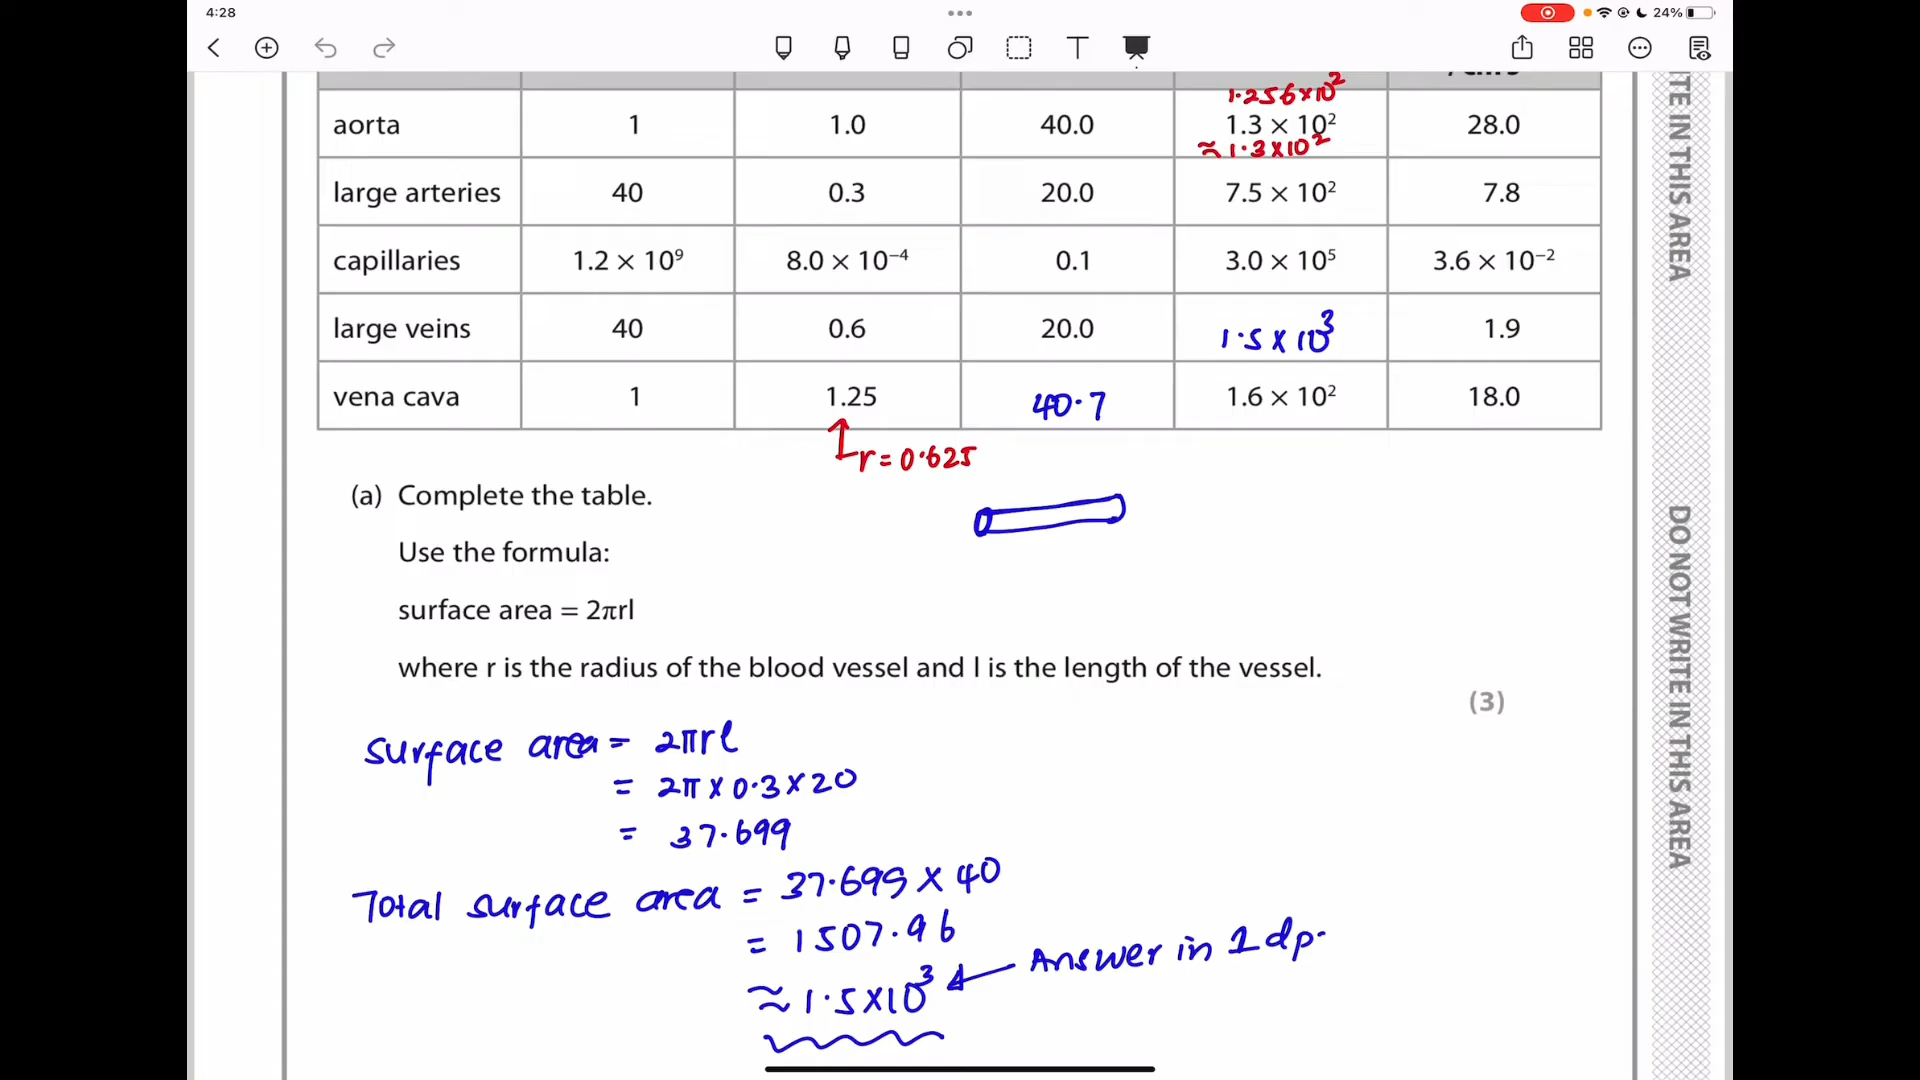 4:28
24%
1.256×10²
aorta 1 1.0 40.0 1.3 × 10² 28.0
≈ 1.3×10²
large arteries 40 0.3 20.0 7.5 × 10² 7.8
capillaries 1.2 × 10⁹ 8.0 × 10⁻⁴ 0.1 3.0 × 10⁵ 3.6 × 10⁻²
large veins 40 0.6 20.0 1.5 × 10³ 1.9
vena cava 1 1.25 40.7 1.6 × 10² 18.0
r = 0.625
(a) Complete the table.
Use the formula:
surface area = 2πrl
where r is the radius of the blood vessel and l is the length of the vessel.
(3)
surface area = 2πrl
= 2π × 0.3 × 20
= 37.699
Total surface area = 37.699 × 40
= 1507.96
≈ 1.5×10³
Answer in 1 dp.
TE IN THIS AREA
DO NOT WRITE IN THIS AREA